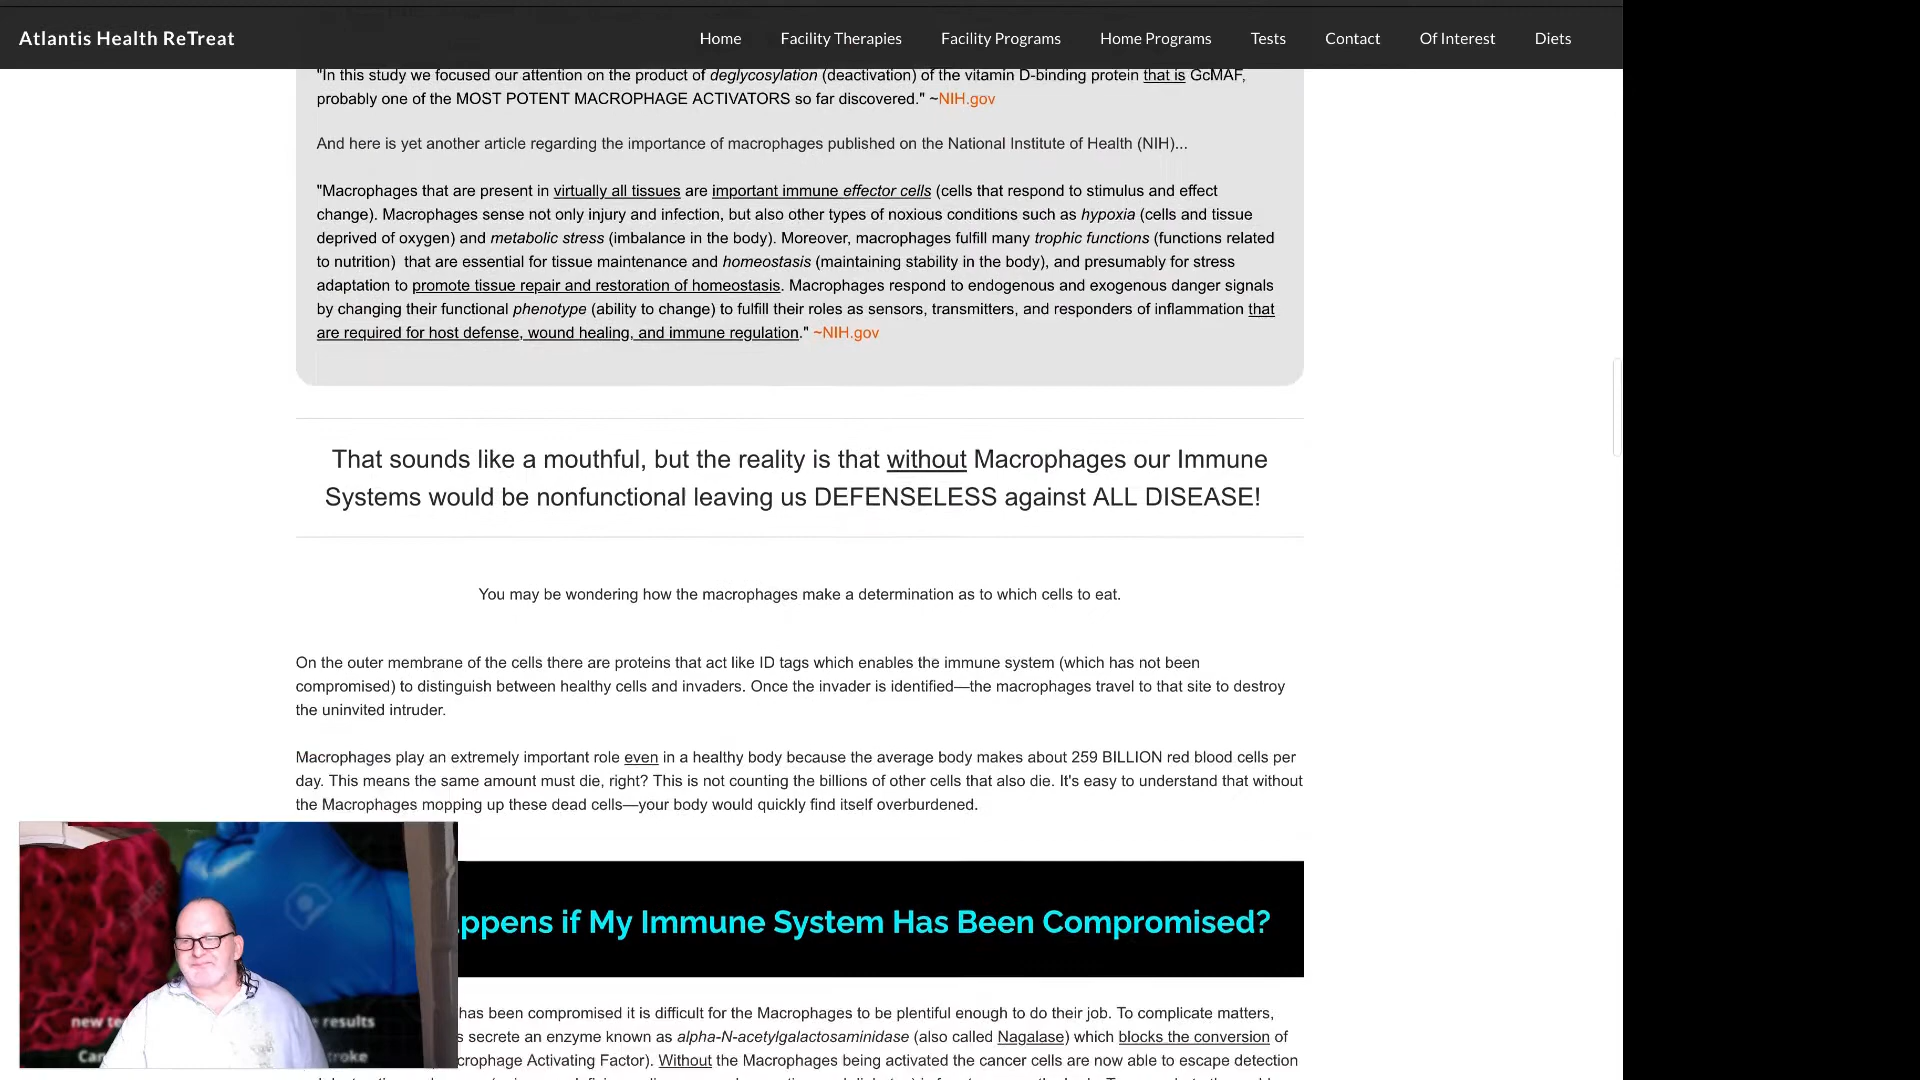 Atlantis Health ReTreat
Home Facility Therapies Facility Programs Home Programs Tests Contact Of Interest Diets
"In this study we focused our attention on the product of deglycosylation (deactivation) of the vitamin D-binding protein that is GcMAF,
probably one of the MOST POTENT MACROPHAGE ACTIVATORS so far discovered." ~NIH.gov
And here is yet another article regarding the importance of macrophages published on the National Institute of Health (NIH)...
"Macrophages that are present in virtually all tissues are important immune effector cells (cells that respond to stimulus and effect
change). Macrophages sense not only injury and infection, but also other types of noxious conditions such as hypoxia (cells and tissue
deprived of oxygen) and metabolic stress (imbalance in the body). Moreover, macrophages fulfill many trophic functions (functions related
to nutrition) that are essential for tissue maintenance and homeostasis (maintaining stability in the body), and presumably for stress
adaptation to promote tissue repair and restoration of homeostasis. Macrophages respond to endogenous and exogenous danger signals
by changing their functional phenotype (ability to change) to fulfill their roles as sensors, transmitters, and responders of inflammation that
are required for host defense, wound healing, and immune regulation." ~NIH.gov
That sounds like a mouthful, but the reality is that without Macrophages our Immune
Systems would be nonfunctional leaving us DEFENSELESS against ALL DISEASE!
You may be wondering how the macrophages make a determination as to which cells to eat.
On the outer membrane of the cells there are proteins that act like ID tags which enables the immune system (which has not been
compromised) to distinguish between healthy cells and invaders. Once the invader is identified—the macrophages travel to that site to destroy
the uninvited intruder.
Macrophages play an extremely important role even in a healthy body because the average body makes about 259 BILLION red blood cells per
day. This means the same amount must die, right? This is not counting the billions of other cells that also die. It's easy to understand that without
the Macrophages mopping up these dead cells—your body would quickly find itself overburdened.
ppens if My Immune System Has Been Compromised?
has been compromised it is difficult for the Macrophages to be plentiful enough to do their job. To complicate matters,
s secrete an enzyme known as alpha-N-acetylgalactosaminidase (also called Nagalase) which blocks the conversion of
crophage Activating Factor). Without the Macrophages being activated the cancer cells are now able to escape detection
new te results
Can troke